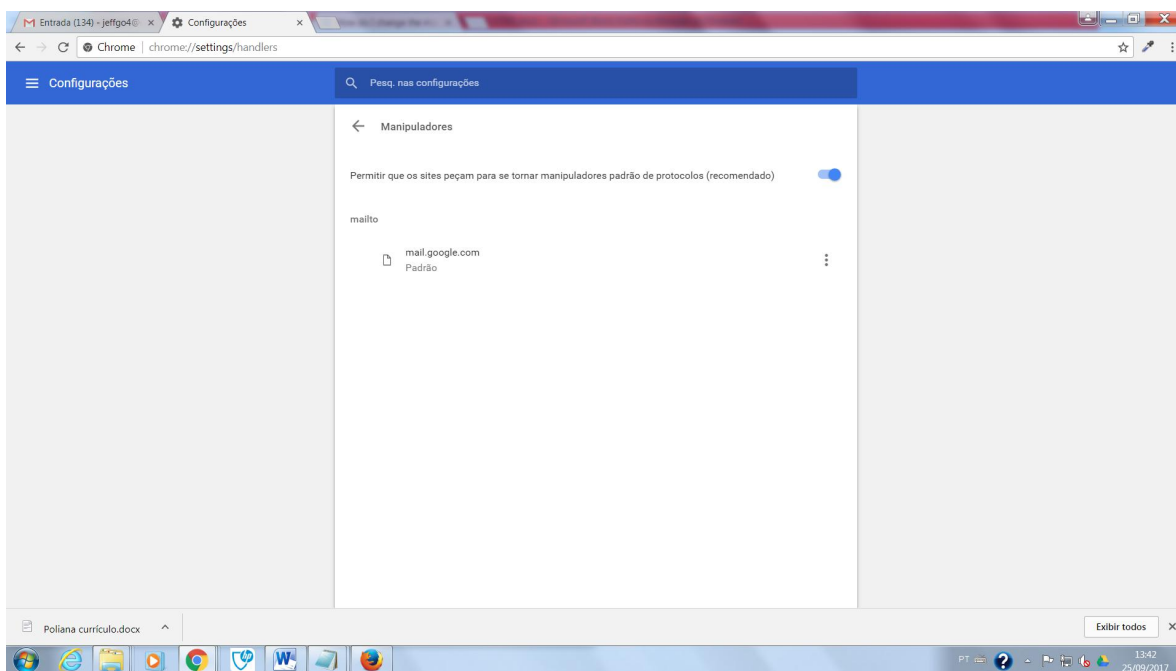 Entrada (134) - jeffgo4@
Configurações
Chrome | chrome://settings/handlers
Configurações
Pesq. nas configurações
Manipuladores
Permitir que os sites peçam para se tornar manipuladores padrão de protocolos (recomendado)
mailto
mail.google.com
Padrão
Poliana currículo.docx
Exibir todos
PT
13:42
25/09/2017